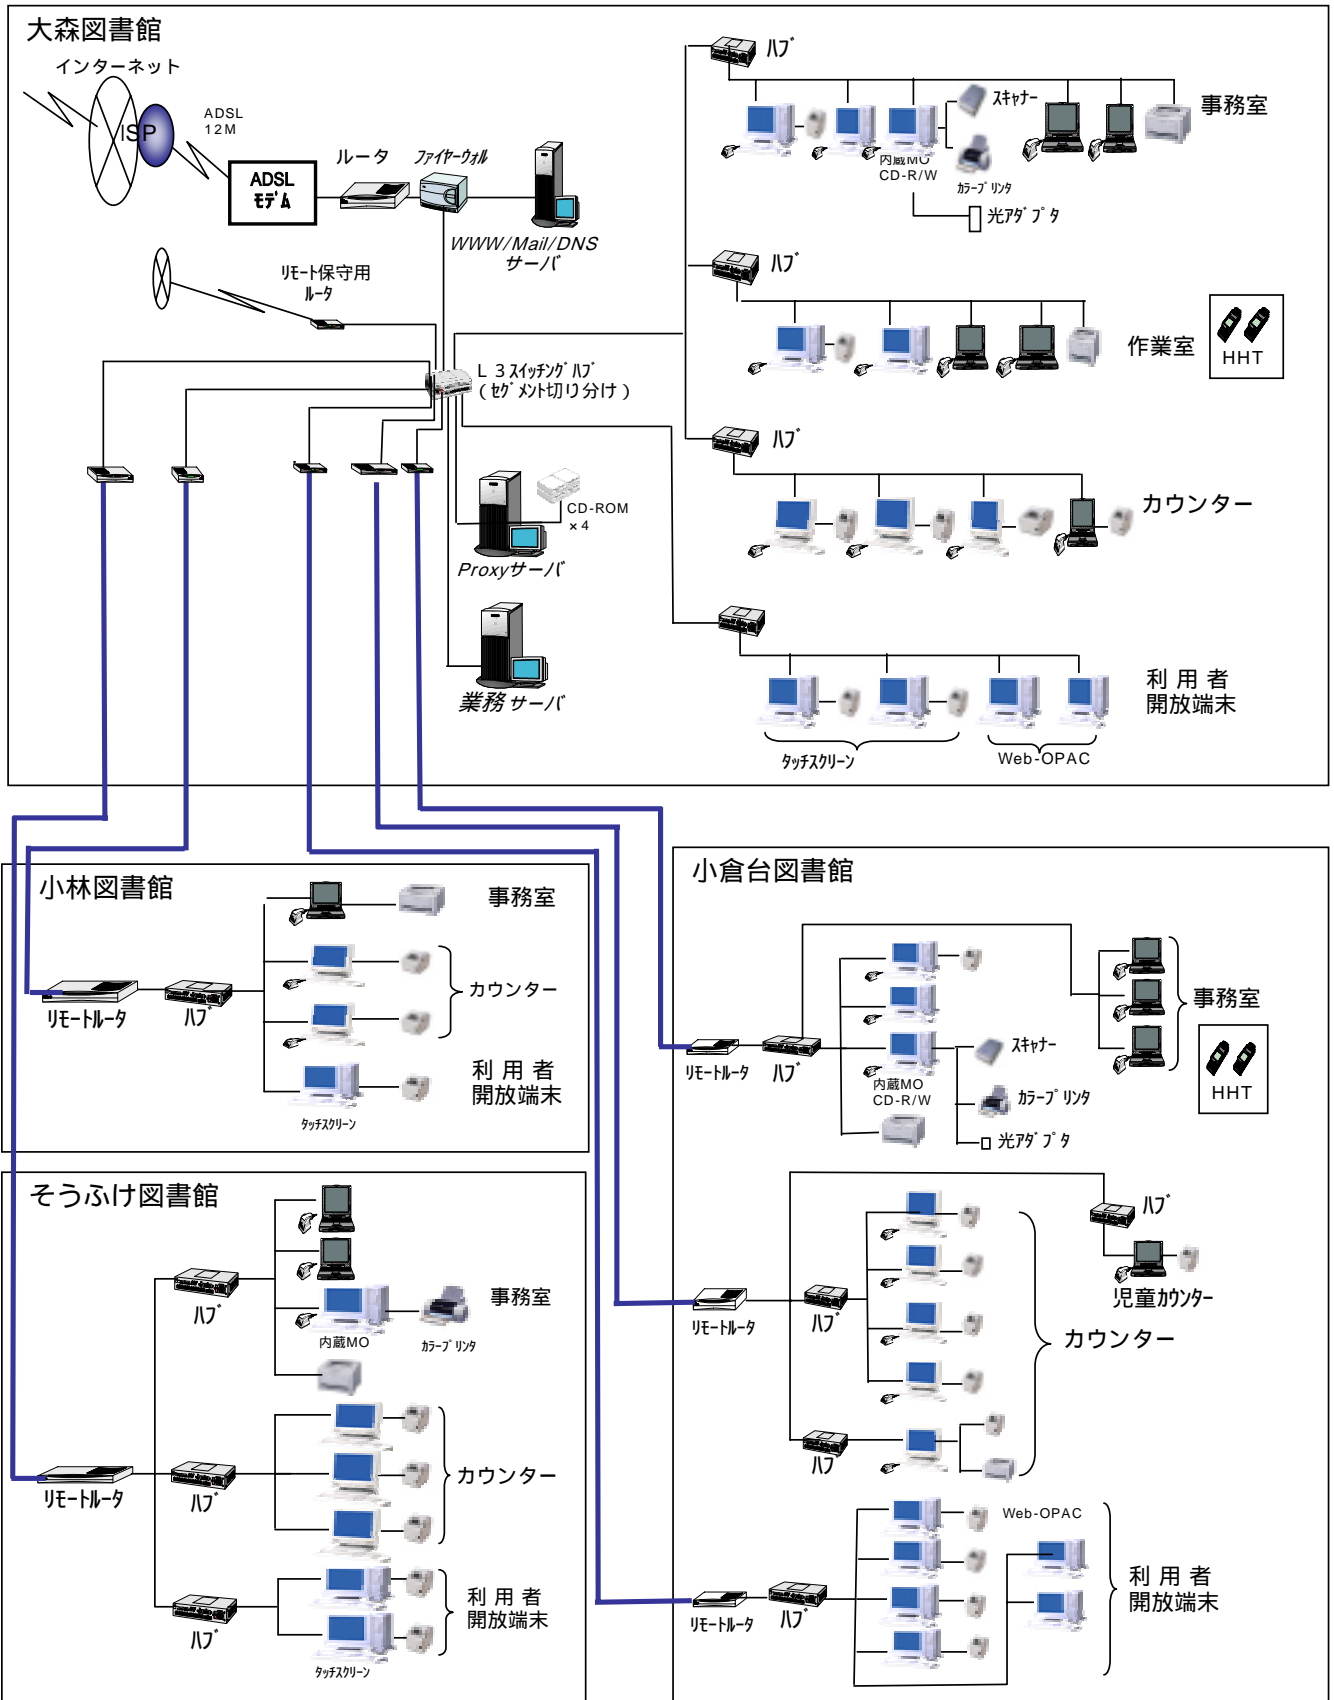 大森図書館
インターネット
ISP
ADSL
12M
ADSL
ﾓﾃﾞﾑ
ルータ
ﾌｧｲﾔｰｳｫﾙ
WWW/Mail/DNS
サーバ
ﾘﾓｰﾄ保守用
ﾙｰﾀ
L 3 ｽｲｯﾁﾝｸﾞﾊﾌﾞ
( ｾｸﾞﾒﾝﾄ切り分け )
CD-ROM
×4
Proxyサーバ
業務サーバ
ﾊﾌﾞ
ｽｷｬﾅｰ
事務室
内蔵MO
CD-R/W
ｶﾗｰﾌﾟﾘﾝﾀ
光ｱﾀﾞﾌﾟﾀ
ﾊﾌﾞ
作業室
HHT
ﾊﾌﾞ
カウンター
利用者
開放端末
ﾀｯﾁｽｸﾘｰﾝ
Web-OPAC
小林図書館
事務室
カウンター
ﾘﾓｰﾄﾙｰﾀ
ﾊﾌﾞ
利用者
開放端末
ﾀｯﾁｽｸﾘｰﾝ
そうふけ図書館
ﾊﾌﾞ
事務室
内蔵MO
ｶﾗｰﾌﾟﾘﾝﾀ
カウンター
ﾘﾓｰﾄﾙｰﾀ
ﾊﾌﾞ
利用者
開放端末
ﾊﾌﾞ
ﾀｯﾁｽｸﾘｰﾝ
小倉台図書館
事務室
ﾘﾓｰﾄﾙｰﾀ
ﾊﾌﾞ
ｽｷｬﾅｰ
内蔵MO
CD-R/W
ｶﾗｰﾌﾟﾘﾝﾀ
光ｱﾀﾞﾌﾟﾀ
HHT
ﾊﾌﾞ
児童ｶｳﾝﾀｰ
ﾘﾓｰﾄﾙｰﾀ
ﾊﾌﾞ
カウンター
ﾊﾌﾞ
Web-OPAC
利用者
開放端末
ﾘﾓｰﾄﾙｰﾀ
ﾊﾌﾞ